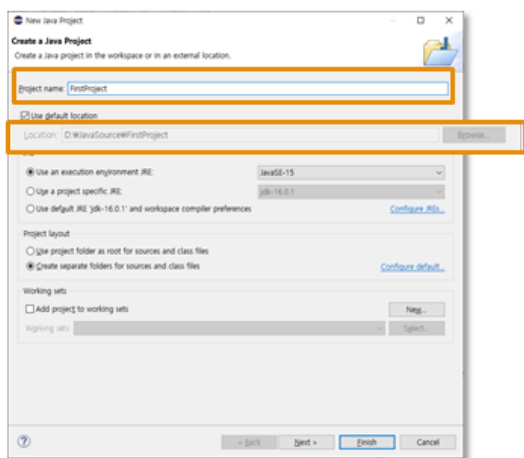 New Java Project
Create a Java Project
Create a Java project in the workspace or in an external location.
Project name: FirstProject
Use default location
Location: D:₩JavaSource₩FirstProject Browse...
Use an execution environment JRE: JavaSE-15
Use a project specific JRE: jdk-16.0.1
Use default JRE 'jdk-16.0.1' and workspace compiler preferences Configure JREs...
Project layout
Use project folder as root for sources and class files
Create separate folders for sources and class files Configure default...
Working sets
Add project to working sets New...
Working sets: Select...
? < Back Next > Finish Cancel